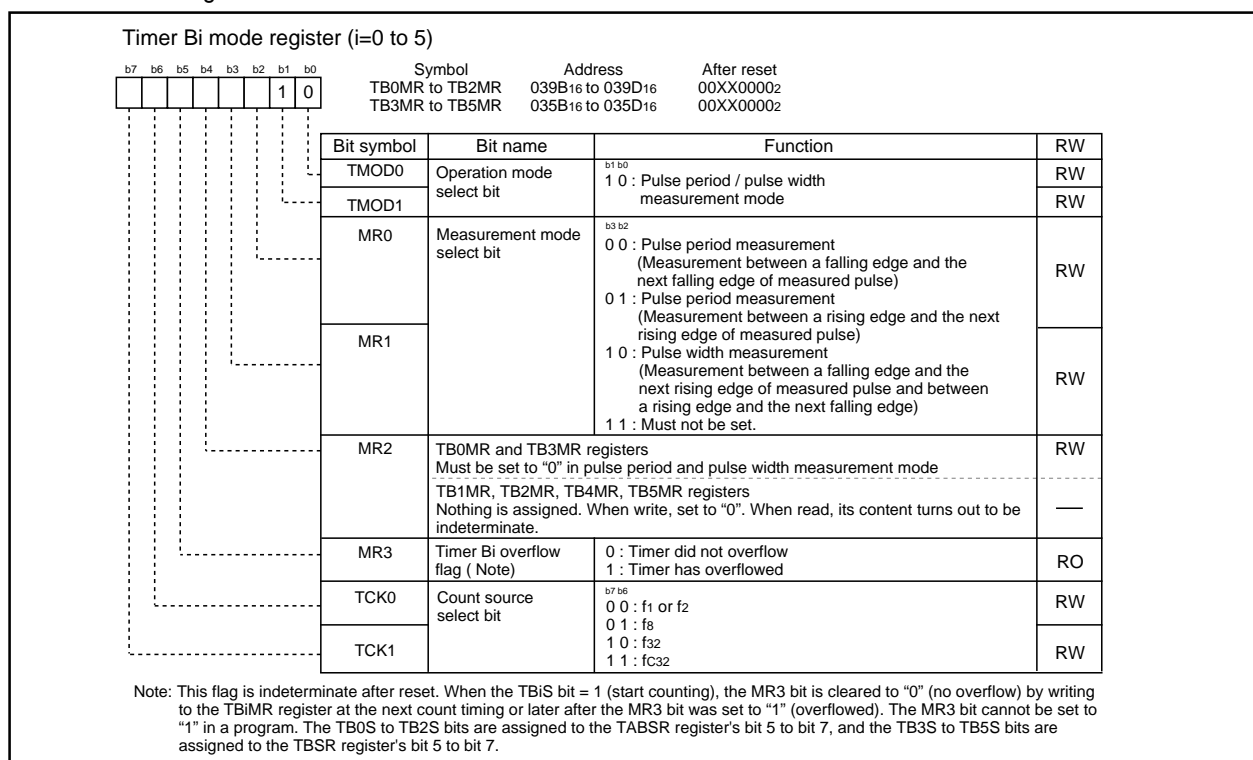 Timer Bi mode register (i=0 to 5)
b7 b6 b5 b4 b3 b2 b1 b0
1 0
Symbol Address After reset
TB0MR to TB2MR 039B16 to 039D16 00XX00002
TB3MR to TB5MR 035B16 to 035D16 00XX00002
Bit symbol Bit name Function RW
TMOD0 Operation mode select bit RW
b1 b0
1 0 : Pulse period / pulse width
measurement mode
TMOD1 RW
MR0 Measurement mode
select bit
b3 b2
0 0 : Pulse period measurement
(Measurement between a falling edge and the
next falling edge of measured pulse)
RW
0 1 : Pulse period measurement
(Measurement between a rising edge and the next
rising edge of measured pulse)
MR1
1 0 : Pulse width measurement
(Measurement between a falling edge and the
next rising edge of measured pulse and between
a rising edge and the next falling edge)
RW
1 1 : Must not be set.
MR2 TB0MR and TB3MR registers RW
Must be set to “0” in pulse period and pulse width measurement mode
TB1MR, TB2MR, TB4MR, TB5MR registers
Nothing is assigned. When write, set to “0”. When read, its content turns out to be —
indeterminate.
MR3 Timer Bi overflow
flag ( Note)
0 : Timer did not overflow
1 : Timer has overflowed
RO
TCK0 Count source
select bit
b7 b6
0 0 : f1 or f2
RW
0 1 : f8
TCK1
1 0 : f32
1 1 : fC32
RW
Note: This flag is indeterminate after reset. When the TBiS bit = 1 (start counting), the MR3 bit is cleared to “0” (no overflow) by writing
to the TBiMR register at the next count timing or later after the MR3 bit was set to “1” (overflowed). The MR3 bit cannot be set to
“1” in a program. The TB0S to TB2S bits are assigned to the TABSR register's bit 5 to bit 7, and the TB3S to TB5S bits are
assigned to the TBSR register's bit 5 to bit 7.